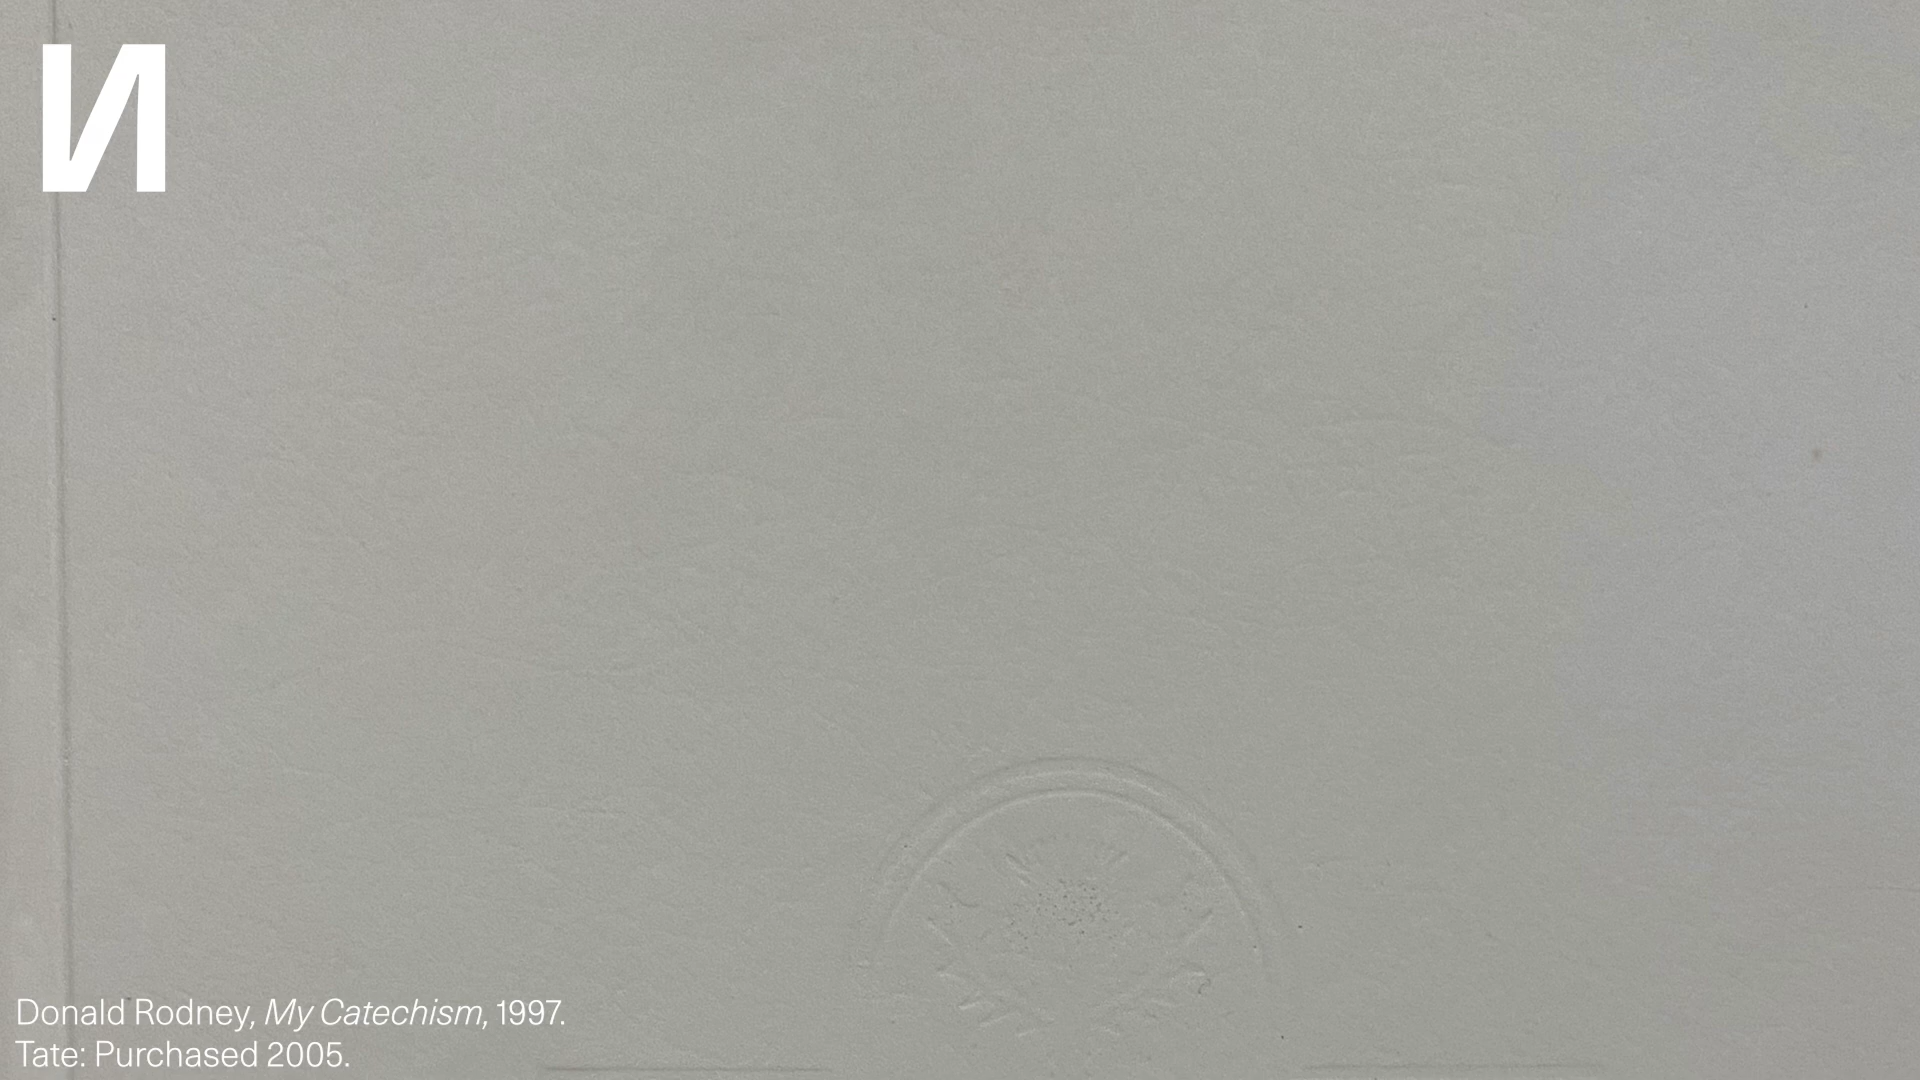 И
Donald Rodney, My Catechism, 1997.
Tate: Purchased 2005.